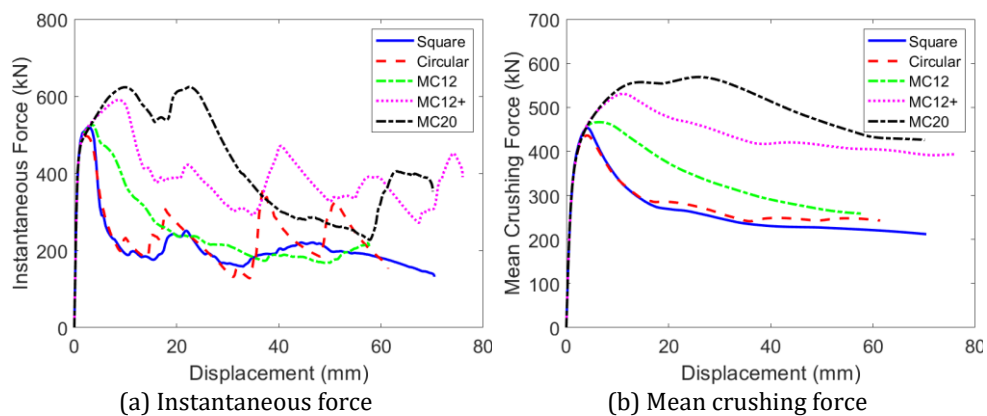 800
600
400
200
0
0 20 40 60 80
Instantaneous Force (kN)
Displacement (mm)
Square
Circular
MC12
MC12+
MC20
(a) Instantaneous force
700
600
500
400
300
200
100
0
0 20 40 60 80
Mean Crushing Force (kN)
Displacement (mm)
Square
Circular
MC12
MC12+
MC20
(b) Mean crushing force